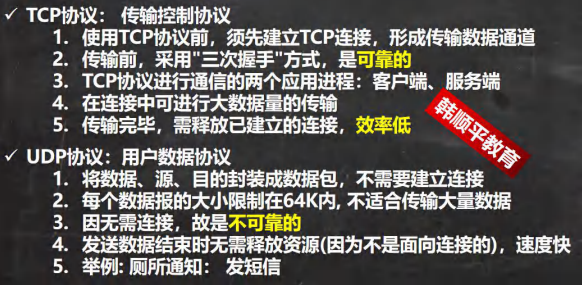 ✓ TCP协议： 传输控制协议
1. 使用TCP协议前，须先建立TCP连接，形成传输数据通道
2. 传输前，采用"三次握手"方式，是可靠的
3. TCP协议进行通信的两个应用进程：客户端、服务端
4. 在连接中可进行大数据量的传输
5. 传输完毕，需释放已建立的连接，效率低
韩顺平教育
✓ UDP协议：用户数据协议
1. 将数据、源、目的封装成数据包，不需要建立连接
2. 每个数据报的大小限制在64K内, 不适合传输大量数据
3. 因无需连接，故是不可靠的
4. 发送数据结束时无需释放资源(因为不是面向连接的)，速度快
5. 举例: 厕所通知： 发短信